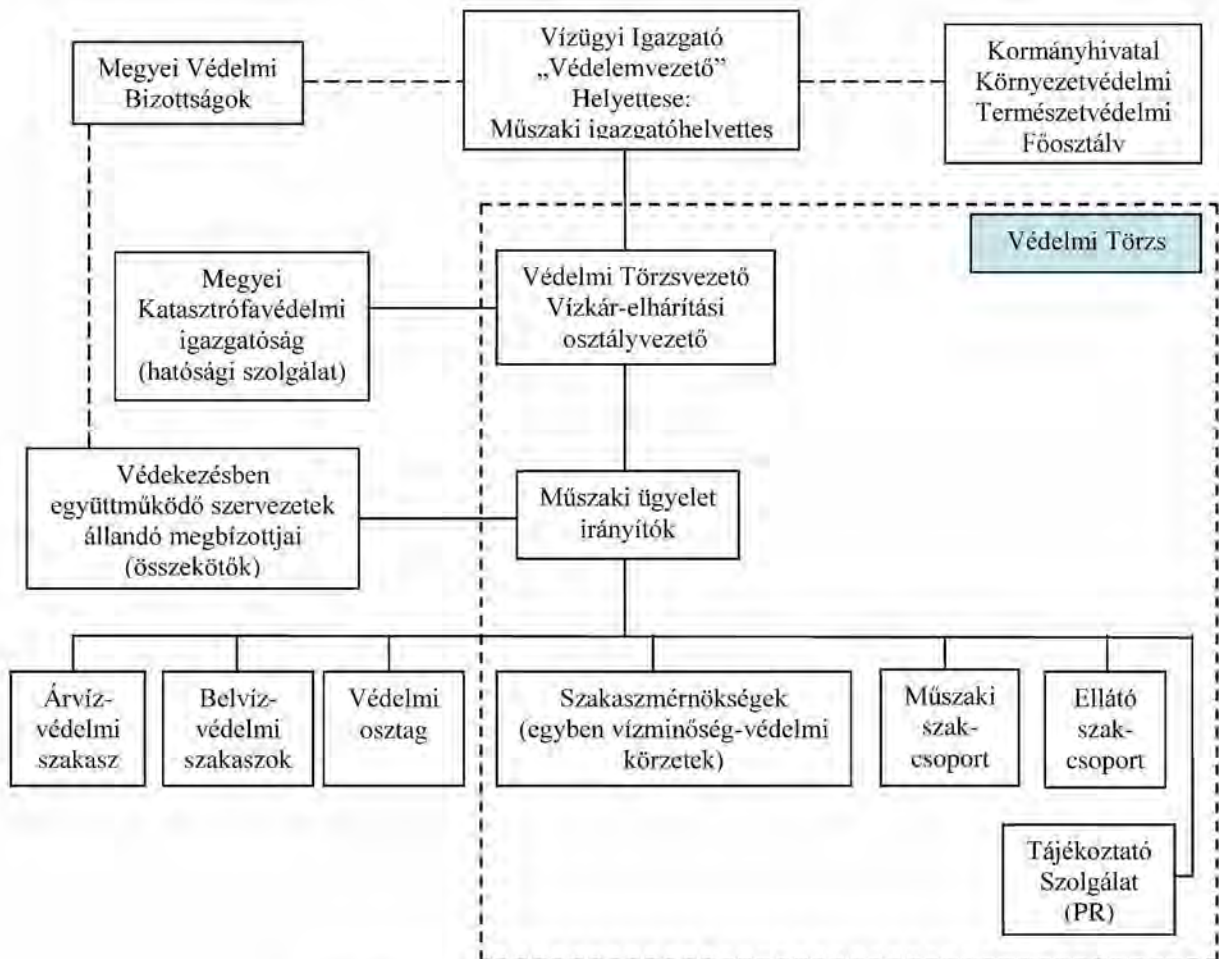 Megyei Védelmi
Bizottságok
Vízügyi Igazgató
„Védelemvezető”
Helyettese:
Műszaki igazgatóhelyettes
Kormányhivatal
Környezetvédelmi
Természetvédelmi
Főosztály
Védelmi Törzs
Megyei
Katasztrófavédelmi
igazgatóság
(hatósági szolgálat)
Védelmi Törzsvezető
Vízkár-elhárítási
osztályvezető
Védekezésben
együttműködő szervezetek
állandó megbízottjai
(összekötők)
Műszaki ügyelet
irányítók
Árvíz-
védelmi
szakasz
Belvíz-
védelmi
szakaszok
Védelmi
osztag
Szakaszmérnökségek
(egyben vízminőség-védelmi
körzetek)
Műszaki
szak-
csoport
Ellátó
szak-
csoport
Tájékoztató
Szolgálat
(PR)